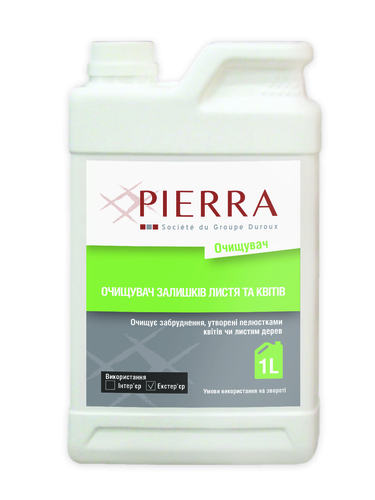 PIERRA
Société du Groupe Duroux
Очищувач
ОЧИЩУВАЧ ЗАЛИШКІВ ЛИСТЯ ТА КВІТІВ
Очищує забруднення, утворені пелюстками
квітів чи листям дерев
1L
Використання
Інтер'єр Екстер'єр
Умови використання на звороті